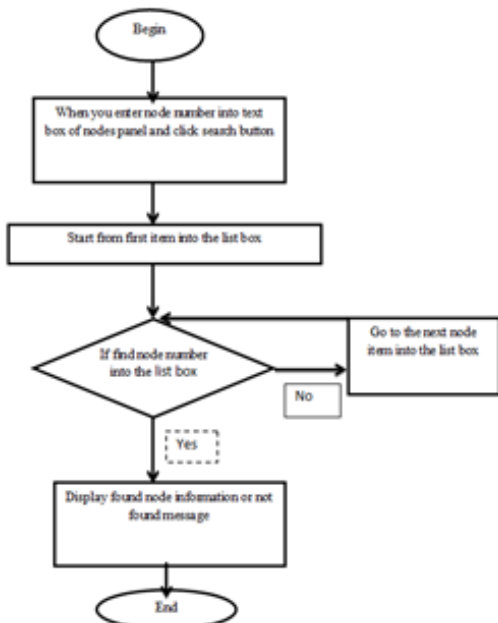 Begin
When you enter node number into text
box of nodes panel and click search button
Start from first item into the list box
If find node number
into the list box
Go to the next node
item into the list box
No
Yes
Display found node information or not
found message
End